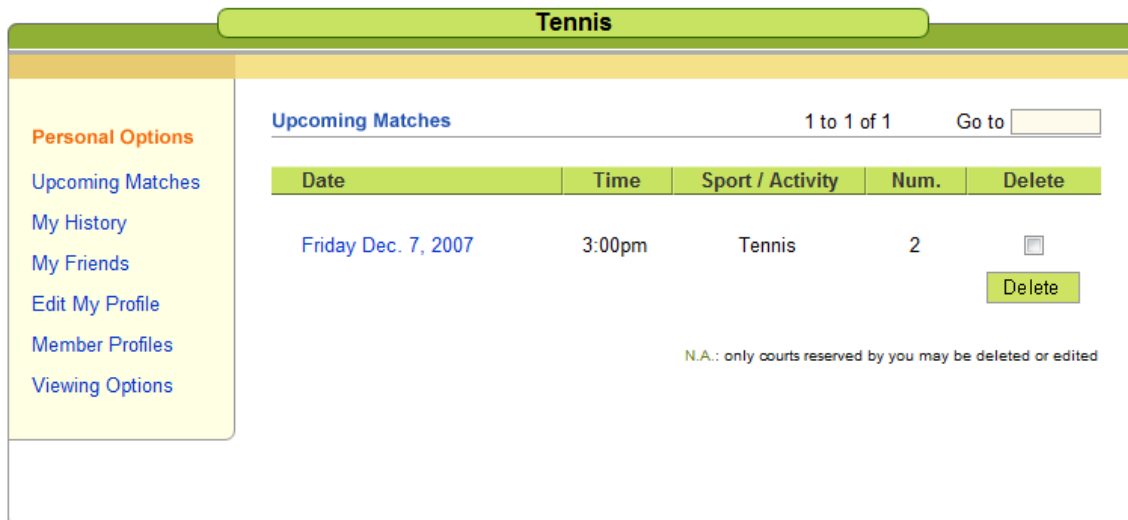 Tennis
Personal Options
Upcoming Matches
My History
My Friends
Edit My Profile
Member Profiles
Viewing Options
Upcoming Matches 1 to 1 of 1 Go to
Date Time Sport / Activity Num. Delete
Friday Dec. 7, 2007 3:00pm Tennis 2
Delete
N.A.: only courts reserved by you may be deleted or edited